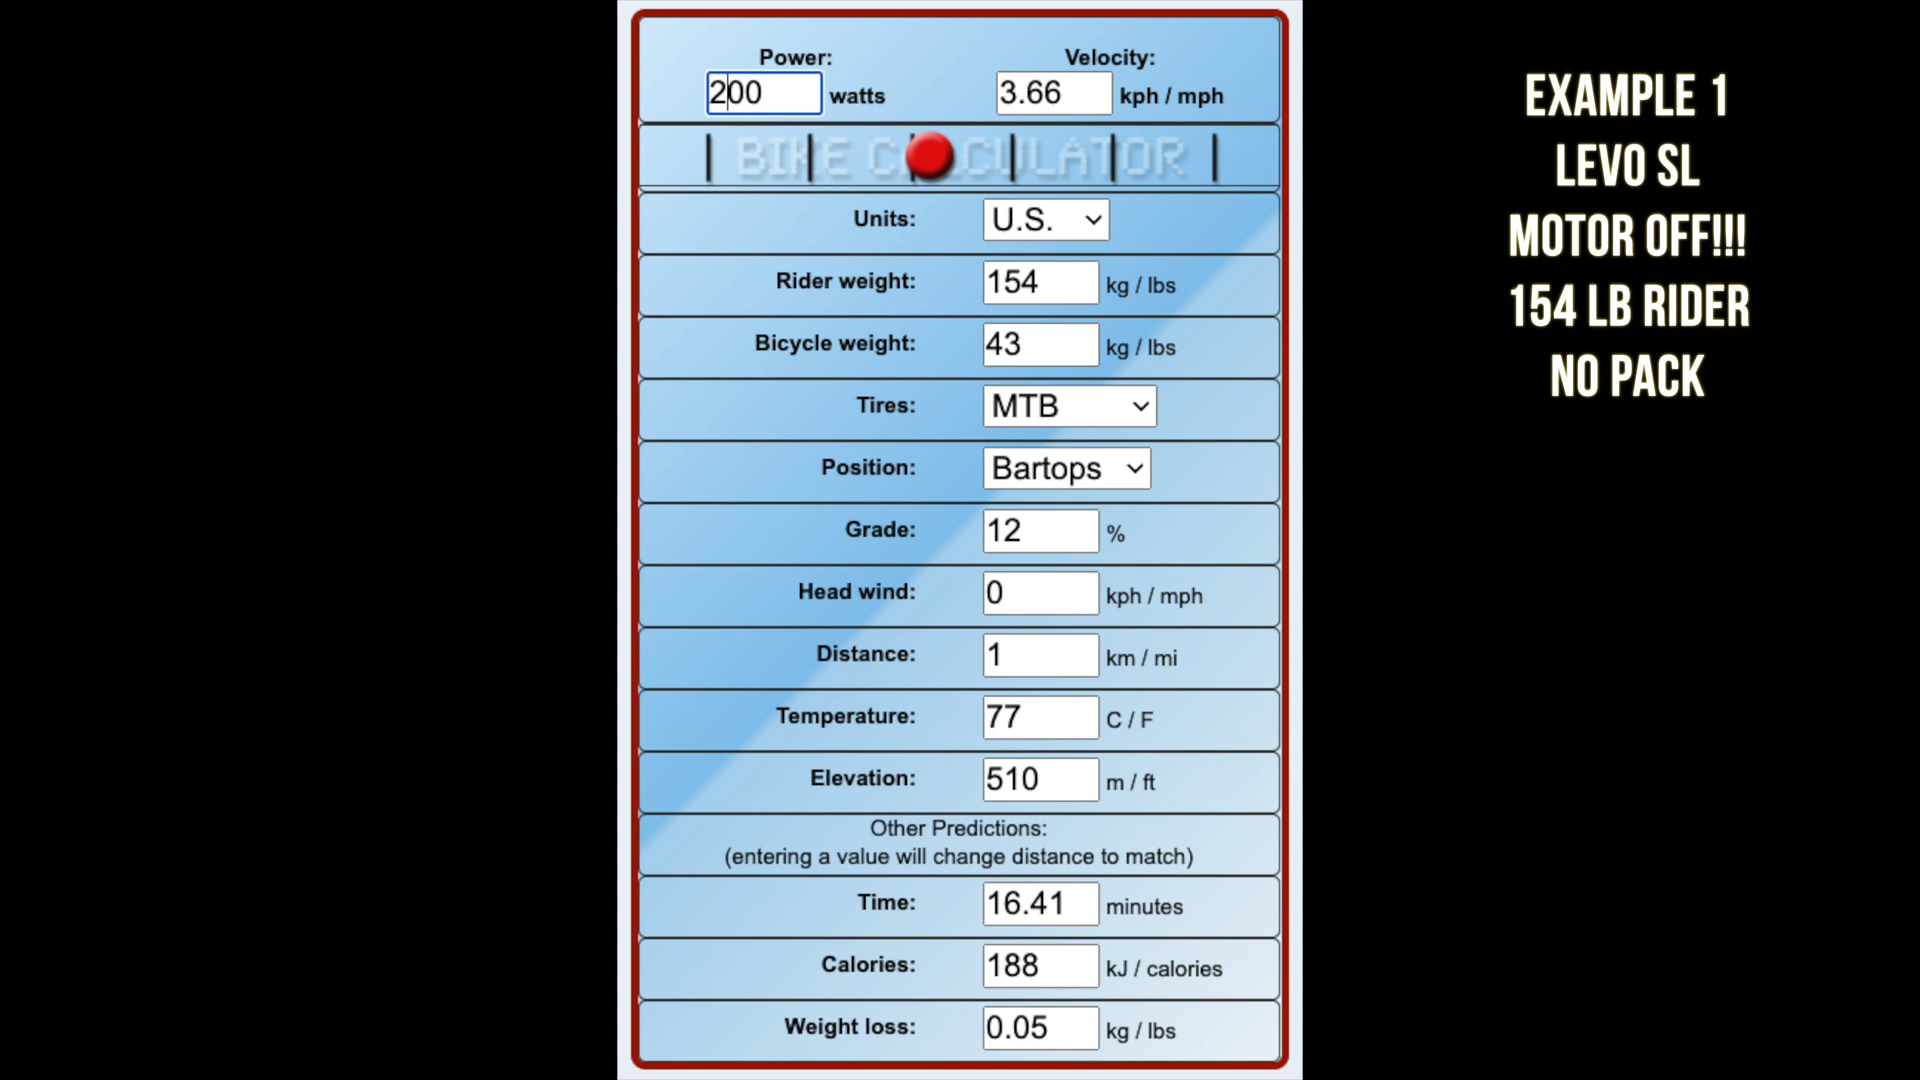 Power: Velocity:
200 watts 3.66 kph / mph
BIKE CALCULATOR
Units: U.S.
Rider weight: 154 kg / lbs
Bicycle weight: 43 kg / lbs
Tires: MTB
Position: Bartops
Grade: 12 %
Head wind: 0 kph / mph
Distance: 1 km / mi
Temperature: 77 C / F
Elevation: 510 m / ft
Other Predictions:
(entering a value will change distance to match)
Time: 16.41 minutes
Calories: 188 kJ / calories
Weight loss: 0.05 kg / lbs
EXAMPLE 1
LEVO SL
MOTOR OFF!!!
154 LB RIDER
NO PACK